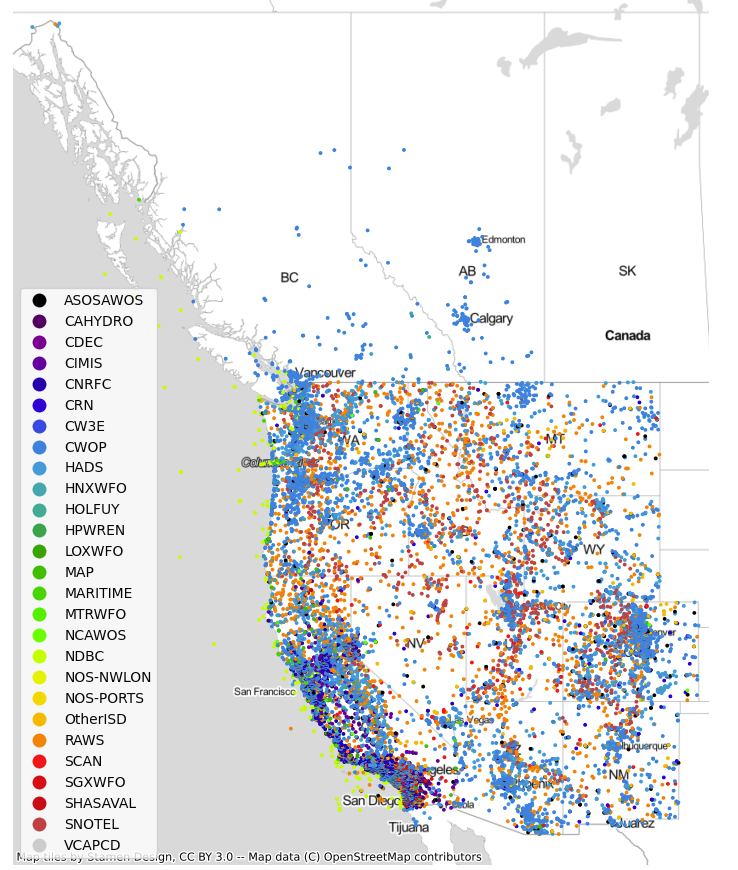 Edmonton
BC
AB
SK
Calgary
Canada
Vancouver
WA
MT
OR
WY
NV
San Francisco
Las Vegas
NM
San Diego
Tijuana
Juarez
ASOSAWOS
CAHYDRO
CDEC
CIMIS
CNRFC
CRN
CW3E
CWOP
HADS
HNXWFO
HOLFUY
HPWREN
LOXWFO
MAP
MARITIME
MTRWFO
NCAWOS
NDBC
NOS-NWLON
NOS-PORTS
OtherISD
RAWS
SCAN
SGXWFO
SHASAVAL
SNOTEL
VCAPCD
Map tiles by Stamen Design, CC BY 3.0 -- Map data (C) OpenStreetMap contributors